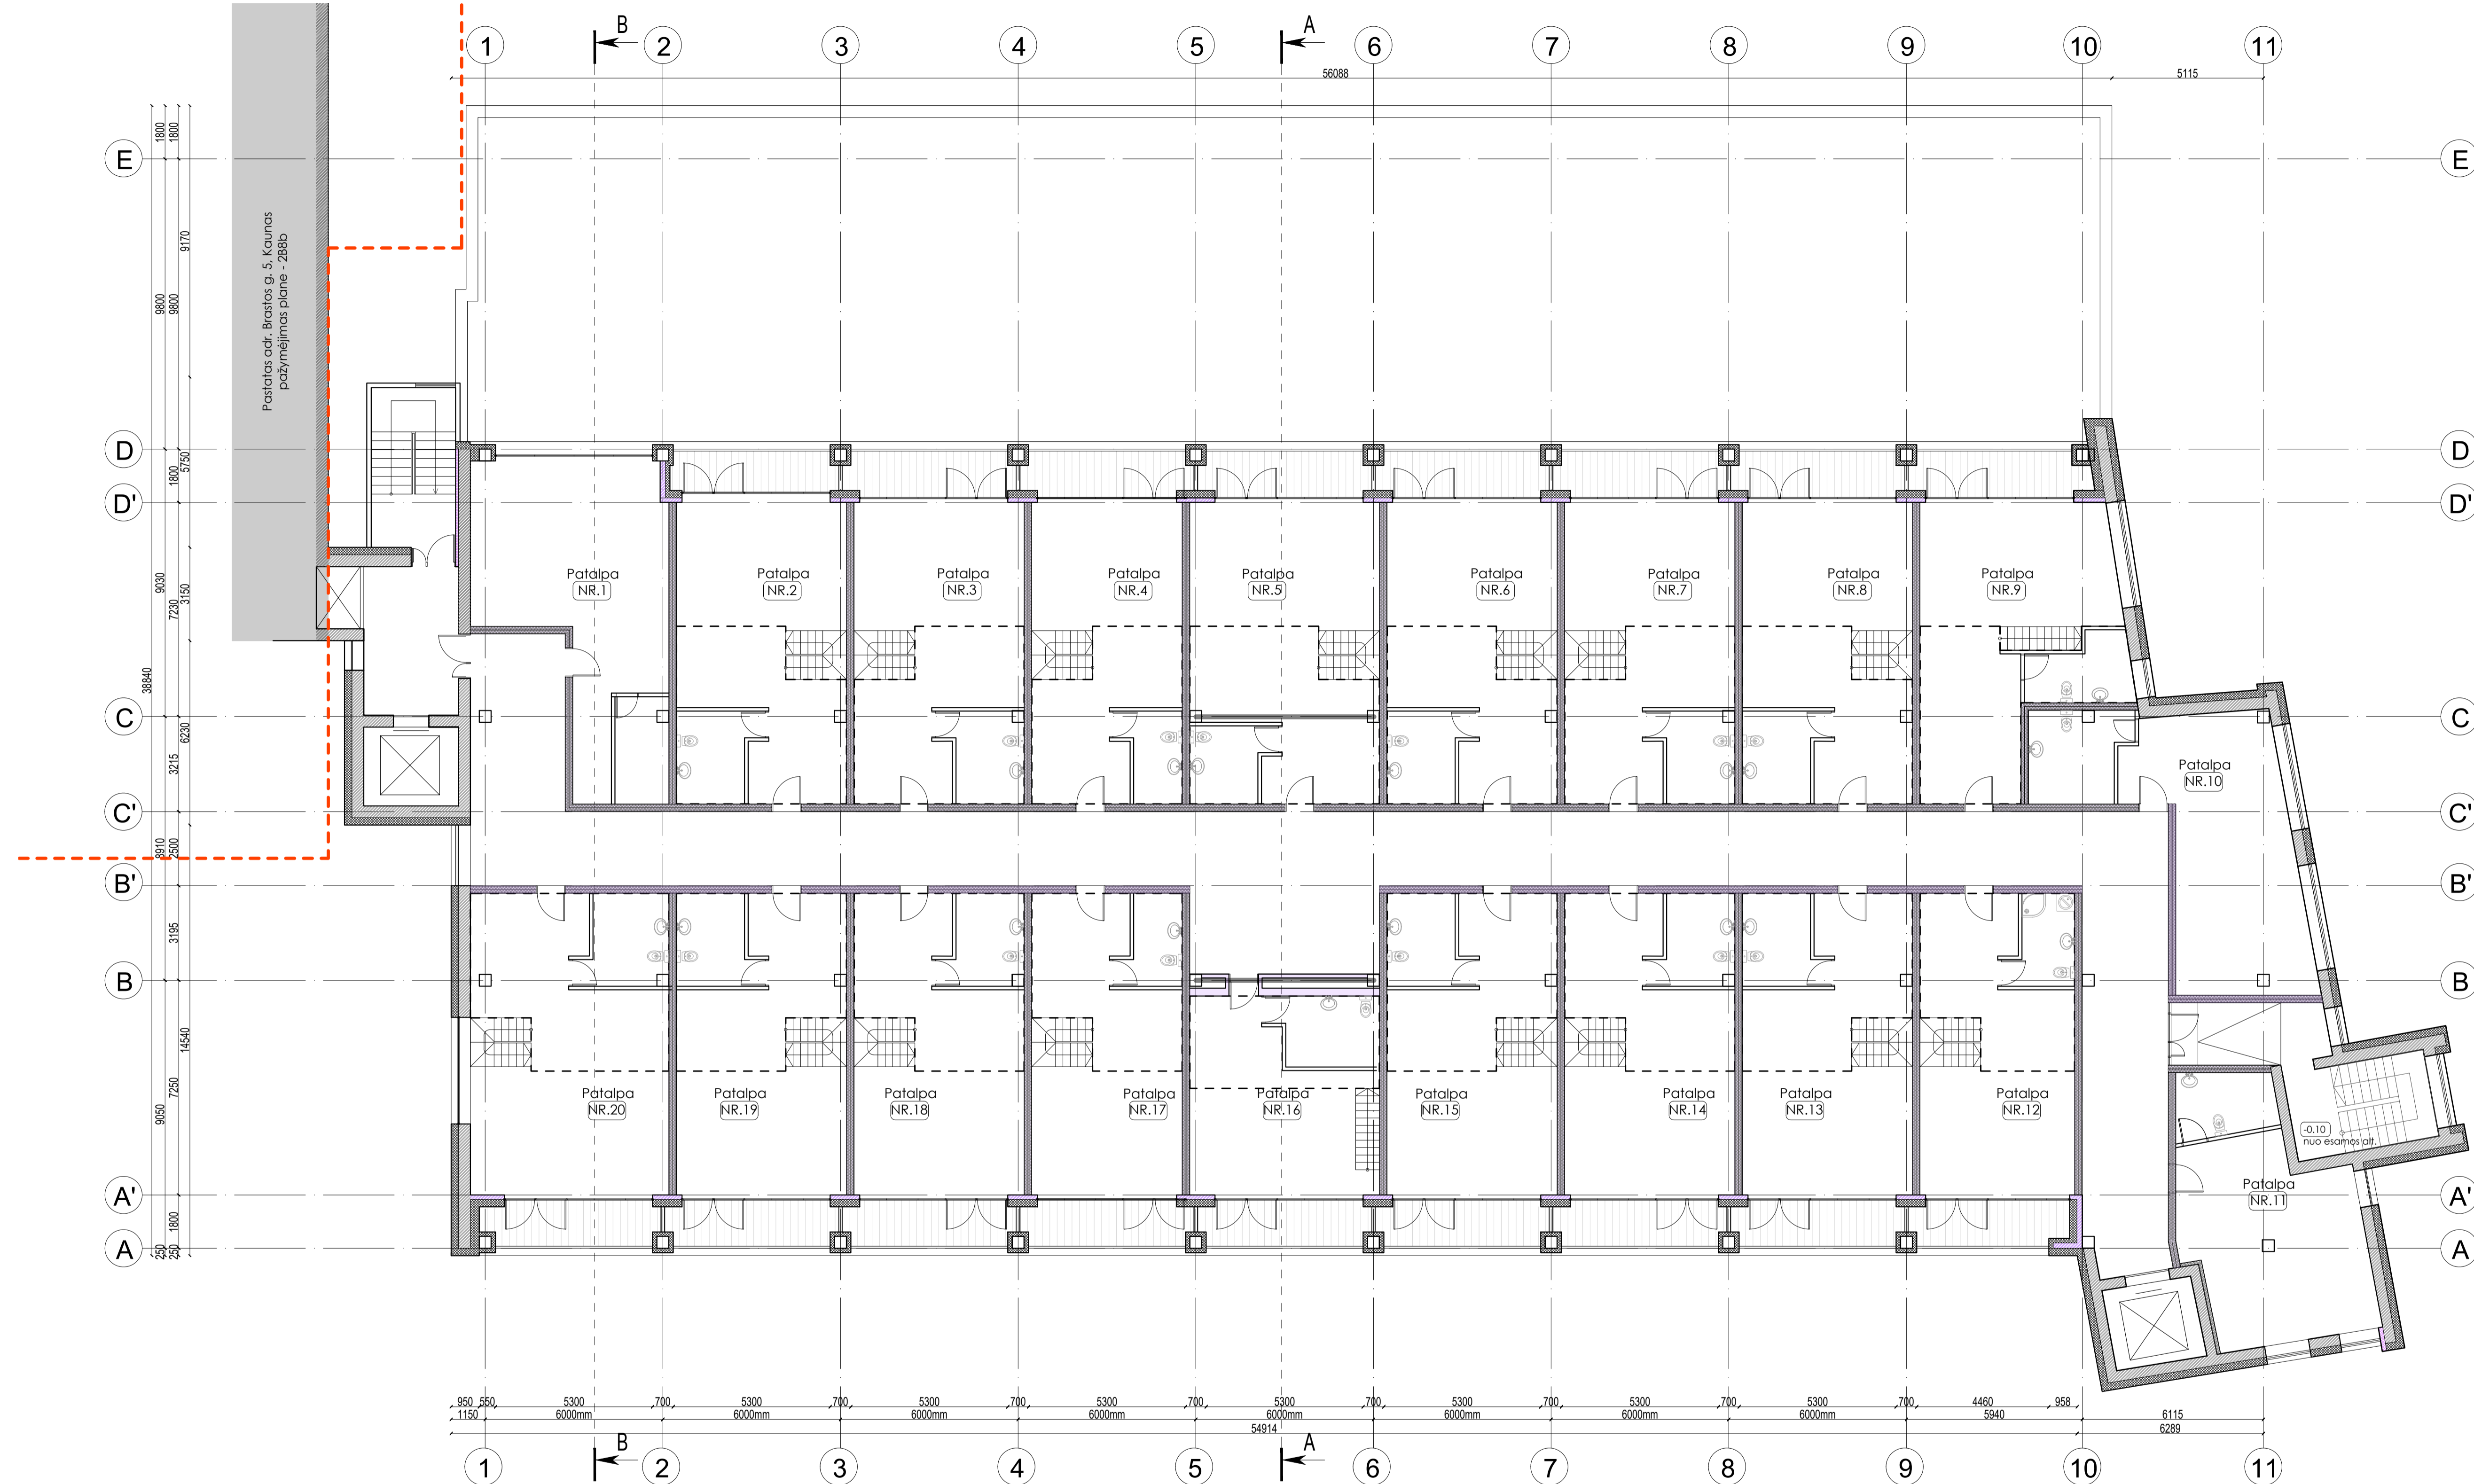 B
A
1
2
3
4
5
6
7
8
9
10
11
56088
5115
1800
1800
E
E
9170
9800
9800
Pastatas adr. Brastos g. 5, Kaunas
pažymėjimas plane - 2B8b
D
D
1800
5750
D'
D'
9030
7230
3150
Patalpa
NR.1
Patalpa
NR.2
Patalpa
NR.3
Patalpa
NR.4
Patalpa
NR.5
Patalpa
NR.6
Patalpa
NR.7
Patalpa
NR.8
Patalpa
NR.9
38840
C
C
6230
3215
Patalpa
NR.10
C'
C'
8910
2500
B'
B'
3195
B
B
14540
7250
9050
Patalpa
NR.20
Patalpa
NR.19
Patalpa
NR.18
Patalpa
NR.17
Patalpa
NR.16
Patalpa
NR.15
Patalpa
NR.14
Patalpa
NR.13
Patalpa
NR.12
-0.10
nuo esamos alt.
Patalpa
NR.11
A'
A'
1800
A
A
250
250
950 550 5300 700 5300 700 5300 700 5300 700 5300 700 5300 700 5300 700 5300 700 4460 958
1150 6000mm 6000mm 6000mm 6000mm 6000mm 6000mm 6000mm 6000mm 5940 6115
54914 6289
B
A
1
2
3
4
5
6
7
8
9
10
11